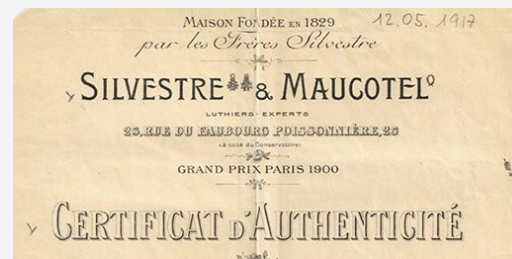 MAISON FONDÉE EN 1829
12.05.1917
par les Frères Silvestre
SILVESTRE & MAUCOTEL
LUTHIERS - EXPERTS
25, RUE DU FAUBOURG POISSONNIÈRE, 25
(à coté du Conservatoire)
GRAND PRIX PARIS 1900
CERTIFICAT D'AUTHENTICITÉ